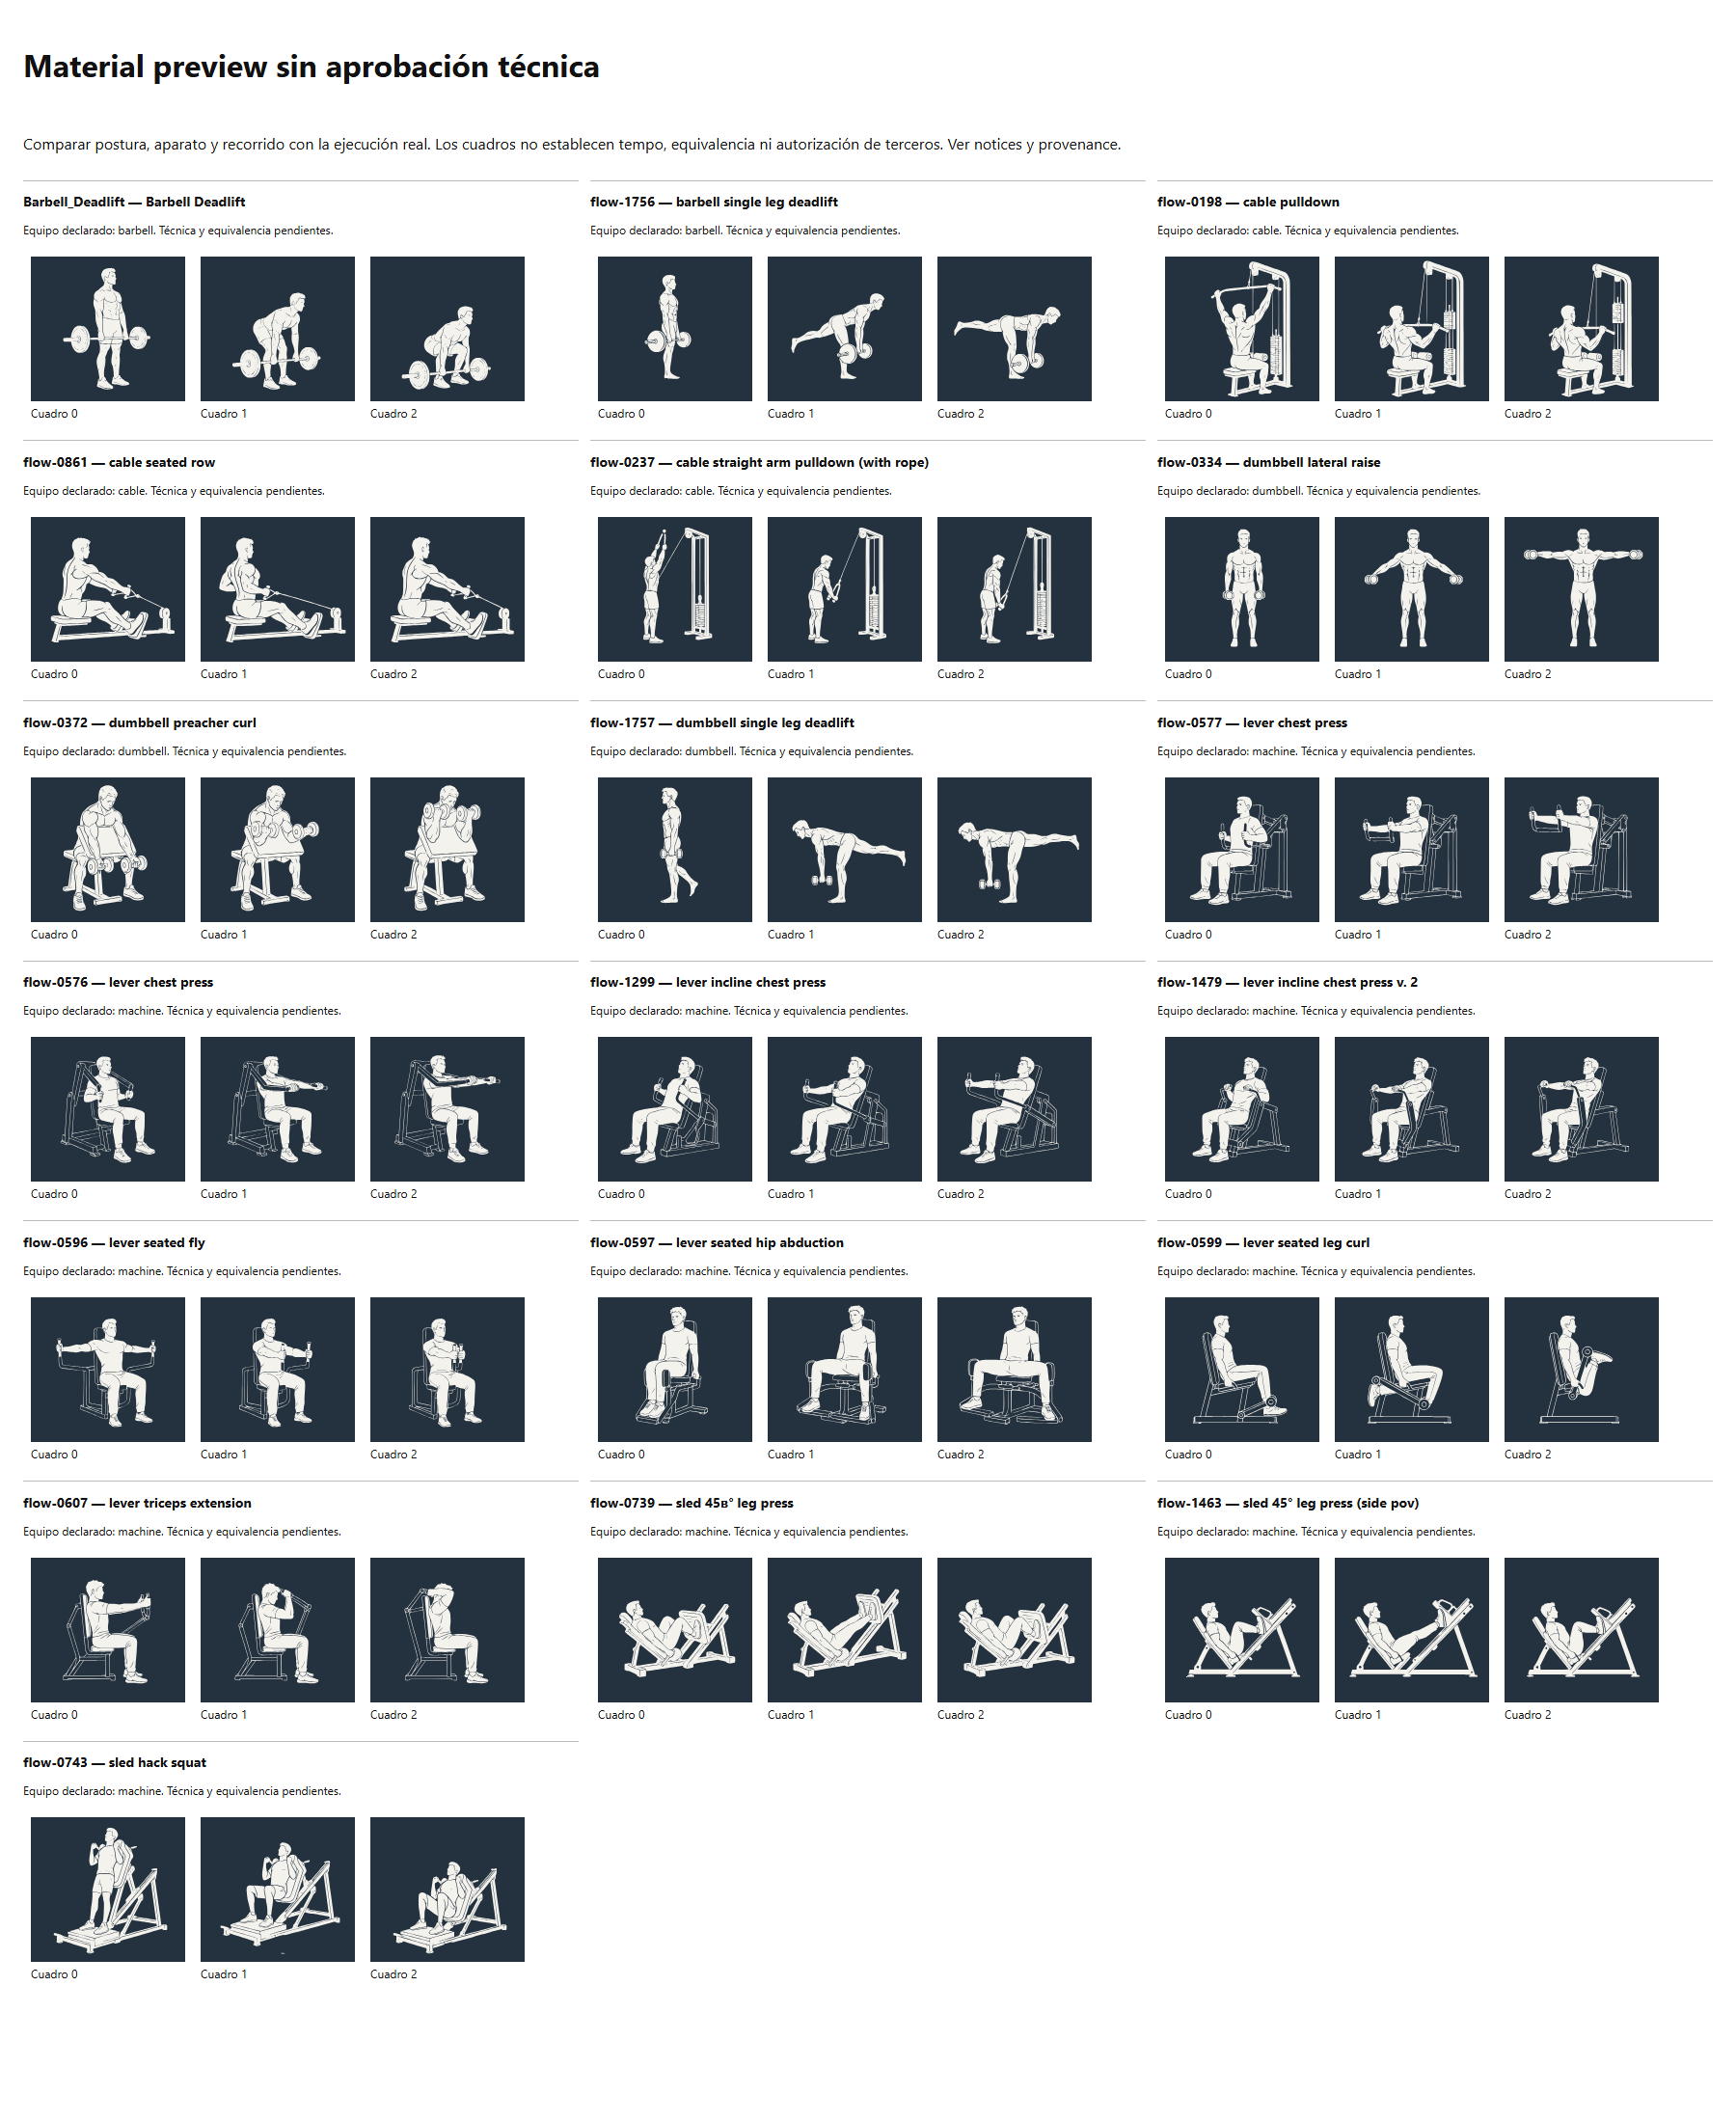 Material preview sin aprobación técnica
Comparar postura, aparato y recorrido con la ejecución real. Los cuadros no establecen tempo, equivalencia ni autorización de terceros. Ver notices y provenance.
Barbell_Deadlift — Barbell Deadlift
Equipo declarado: barbell. Técnica y equivalencia pendientes.
Cuadro 0
Cuadro 1
Cuadro 2
flow-1756 — barbell single leg deadlift
Equipo declarado: barbell. Técnica y equivalencia pendientes.
Cuadro 0
Cuadro 1
Cuadro 2
flow-0198 — cable pulldown
Equipo declarado: cable. Técnica y equivalencia pendientes.
Cuadro 0
Cuadro 1
Cuadro 2
flow-0861 — cable seated row
Equipo declarado: cable. Técnica y equivalencia pendientes.
Cuadro 0
Cuadro 1
Cuadro 2
flow-0237 — cable straight arm pulldown (with rope)
Equipo declarado: cable. Técnica y equivalencia pendientes.
Cuadro 0
Cuadro 1
Cuadro 2
flow-0334 — dumbbell lateral raise
Equipo declarado: dumbbell. Técnica y equivalencia pendientes.
Cuadro 0
Cuadro 1
Cuadro 2
flow-0372 — dumbbell preacher curl
Equipo declarado: dumbbell. Técnica y equivalencia pendientes.
Cuadro 0
Cuadro 1
Cuadro 2
flow-1757 — dumbbell single leg deadlift
Equipo declarado: dumbbell. Técnica y equivalencia pendientes.
Cuadro 0
Cuadro 1
Cuadro 2
flow-0577 — lever chest press
Equipo declarado: machine. Técnica y equivalencia pendientes.
Cuadro 0
Cuadro 1
Cuadro 2
flow-0576 — lever chest press
Equipo declarado: machine. Técnica y equivalencia pendientes.
Cuadro 0
Cuadro 1
Cuadro 2
flow-1299 — lever incline chest press
Equipo declarado: machine. Técnica y equivalencia pendientes.
Cuadro 0
Cuadro 1
Cuadro 2
flow-1479 — lever incline chest press v. 2
Equipo declarado: machine. Técnica y equivalencia pendientes.
Cuadro 0
Cuadro 1
Cuadro 2
flow-0596 — lever seated fly
Equipo declarado: machine. Técnica y equivalencia pendientes.
Cuadro 0
Cuadro 1
Cuadro 2
flow-0597 — lever seated hip abduction
Equipo declarado: machine. Técnica y equivalencia pendientes.
Cuadro 0
Cuadro 1
Cuadro 2
flow-0599 — lever seated leg curl
Equipo declarado: machine. Técnica y equivalencia pendientes.
Cuadro 0
Cuadro 1
Cuadro 2
flow-0607 — lever triceps extension
Equipo declarado: machine. Técnica y equivalencia pendientes.
Cuadro 0
Cuadro 1
Cuadro 2
flow-0739 — sled 45в° leg press
Equipo declarado: machine. Técnica y equivalencia pendientes.
Cuadro 0
Cuadro 1
Cuadro 2
flow-1463 — sled 45° leg press (side pov)
Equipo declarado: machine. Técnica y equivalencia pendientes.
Cuadro 0
Cuadro 1
Cuadro 2
flow-0743 — sled hack squat
Equipo declarado: machine. Técnica y equivalencia pendientes.
Cuadro 0
Cuadro 1
Cuadro 2